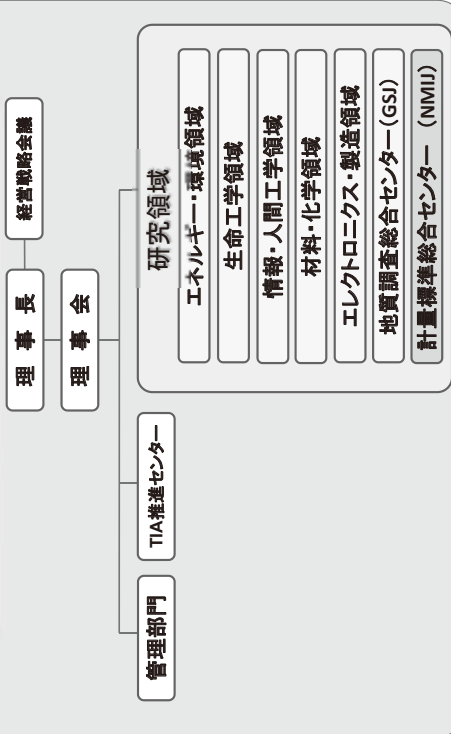 理事長
経営戦略会議
理事会
管理部門
TIA推進センター
研究領域
エネルギー・環境領域
生命工学領域
情報・人間工学領域
材料・化学領域
エレクトロニクス・製造領域
地質調査総合センター(GSJ)
計量標準総合センター (NMIJ)